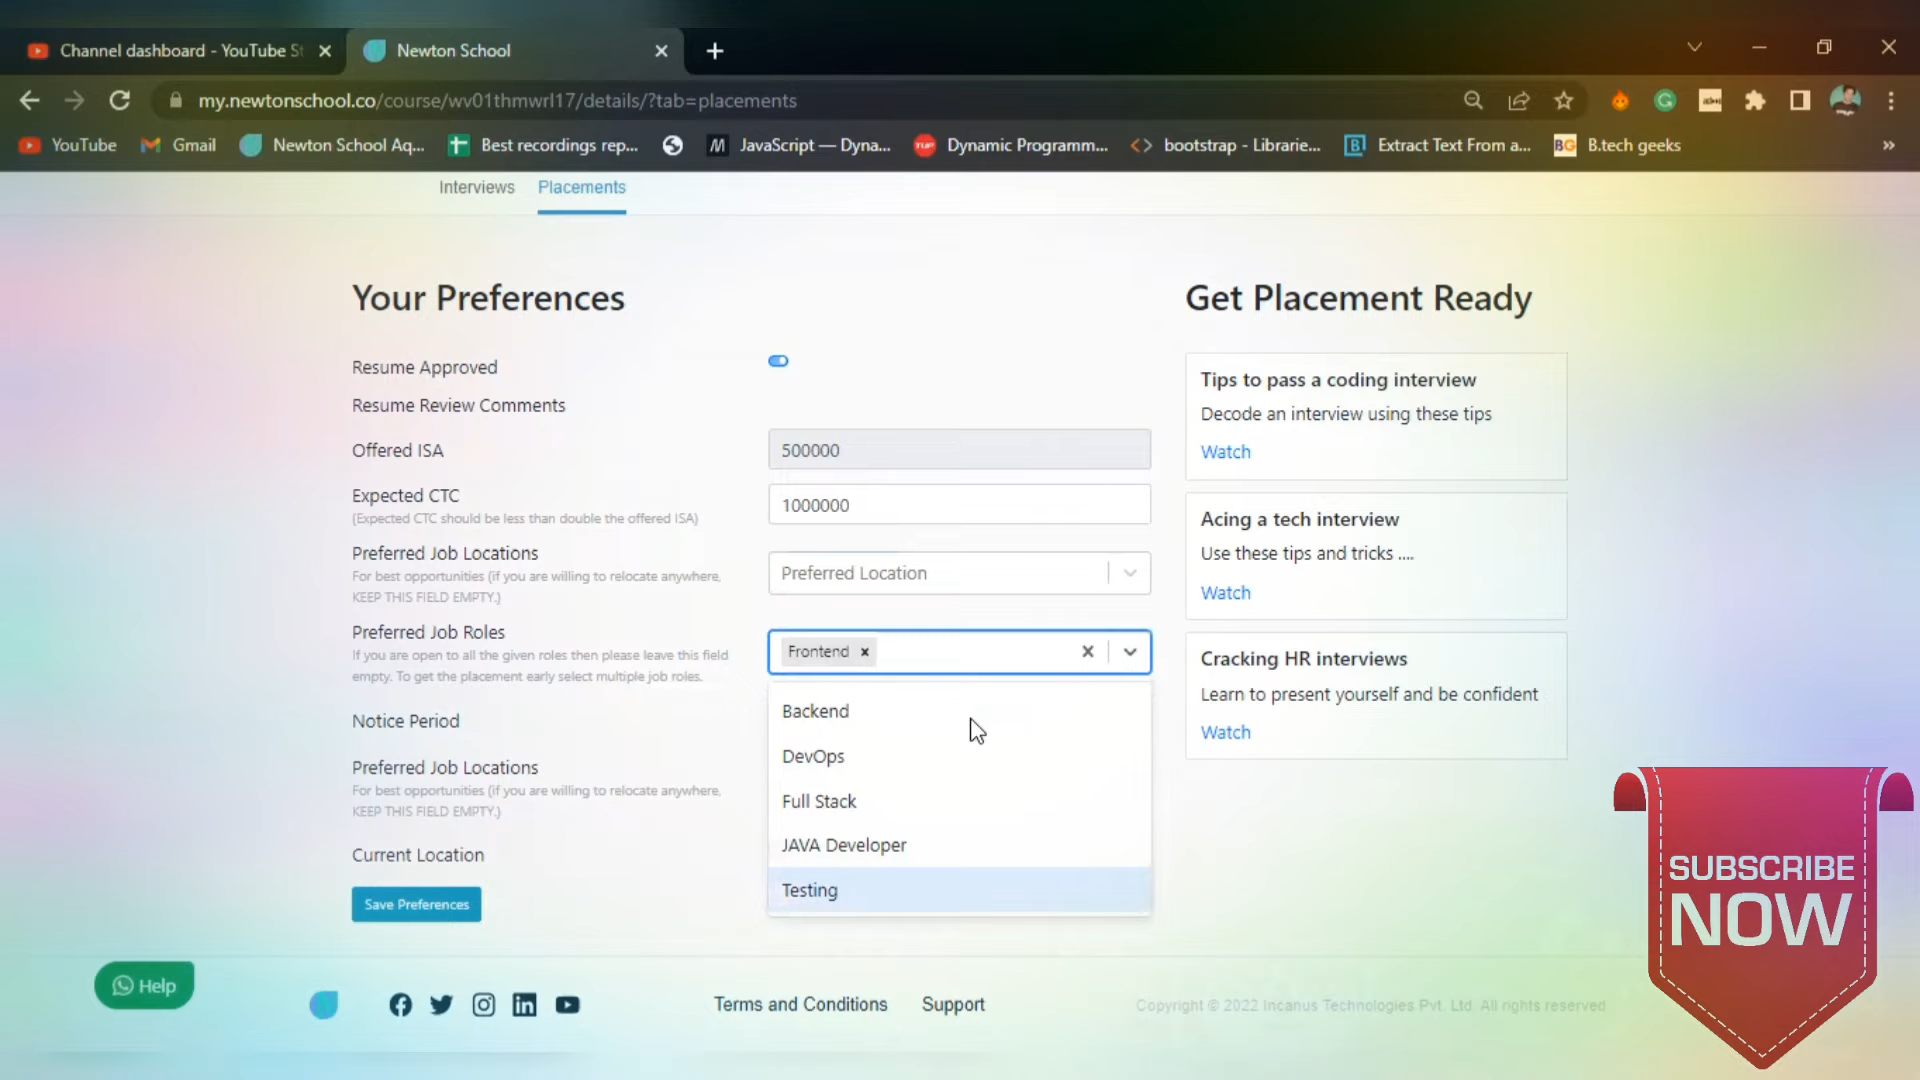 Channel dashboard - YouTube St
Newton School
my.newtonschool.co/course/wv01thmwrl17/details/?tab=placements
YouTube
Gmail
Newton School Aq...
Best recordings rep...
JavaScript — Dyna...
Dynamic Programm...
bootstrap - Librarie...
Extract Text From a...
BG B.tech geeks
Interviews
Placements
Your Preferences
Resume Approved
Resume Review Comments
Offered ISA
500000
Expected CTC
(Expected CTC should be less than double the offered ISA)
1000000
Preferred Job Locations
For best opportunities (if you are willing to relocate anywhere,
KEEP THIS FIELD EMPTY.)
Preferred Location
Preferred Job Roles
If you are open to all the given roles then please leave this field
empty. To get the placement early select multiple job roles.
Frontend
Backend
DevOps
Full Stack
JAVA Developer
Testing
Notice Period
Preferred Job Locations
For best opportunities (if you are willing to relocate anywhere,
KEEP THIS FIELD EMPTY.)
Current Location
Save Preferences
Get Placement Ready
Tips to pass a coding interview
Decode an interview using these tips
Watch
Acing a tech interview
Use these tips and tricks ....
Watch
Cracking HR interviews
Learn to present yourself and be confident
Watch
SUBSCRIBE
NOW
Help
Terms and Conditions
Support
Copyright © 2022 Incanus Technologies Pvt. Ltd. All rights reserved